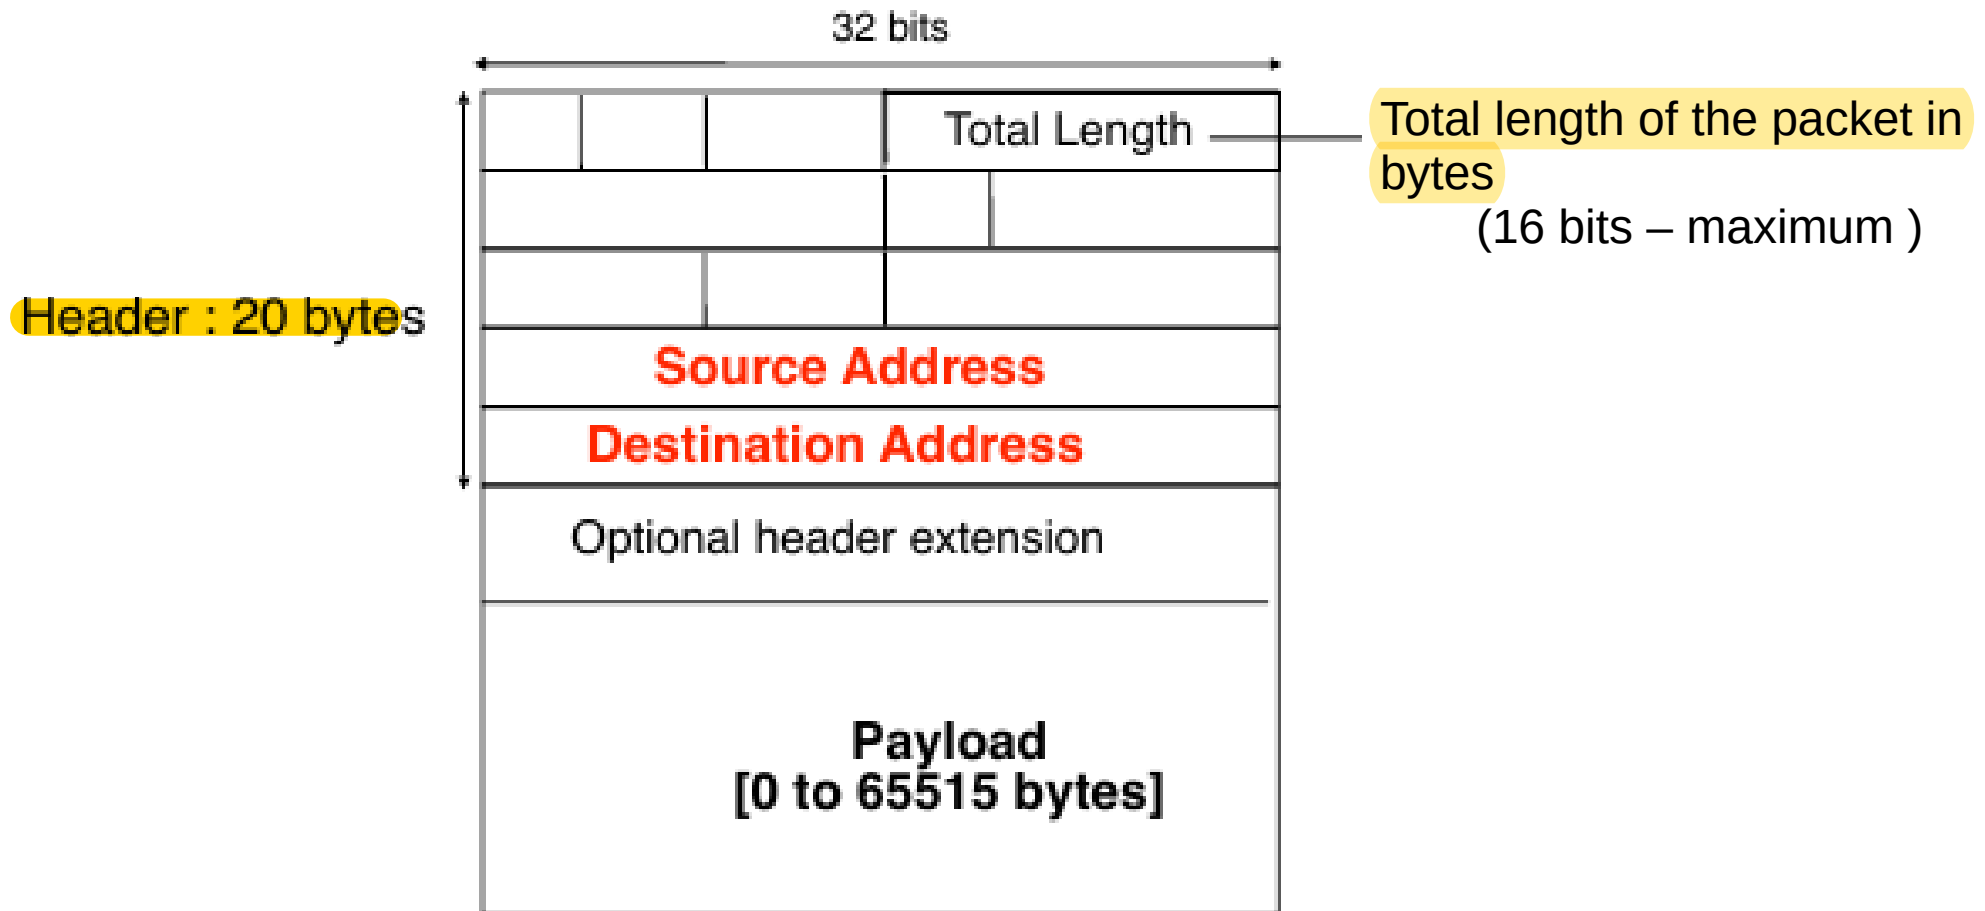 32 bits
Total Length
Total length of the packet in
bytes
(16 bits – maximum )
Header : 20 bytes
Source Address
Destination Address
Optional header extension
Payload
[0 to 65515 bytes]